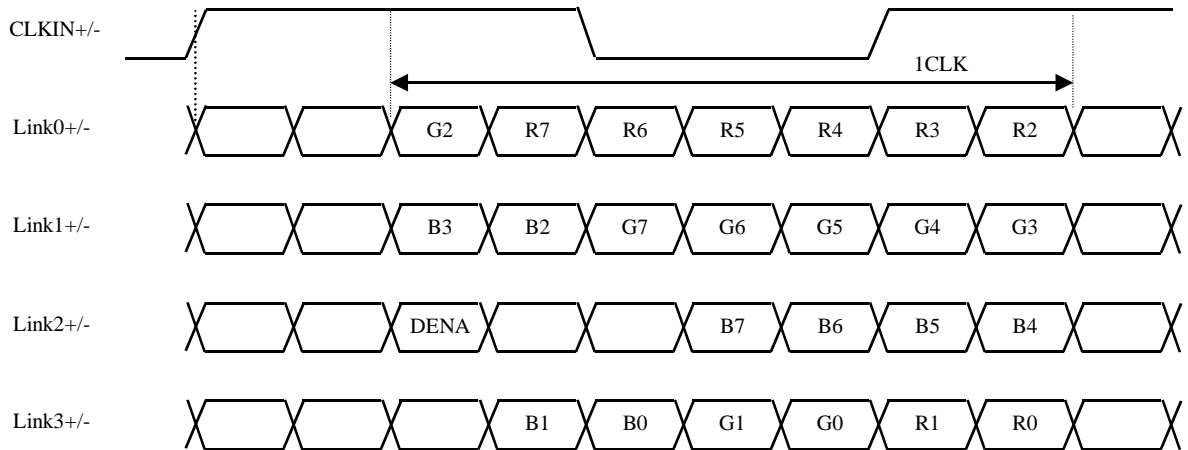 CLKIN+/-
1CLK
Link0+/- G2 R7 R6 R5 R4 R3 R2
Link1+/- B3 B2 G7 G6 G5 G4 G3
Link2+/- DENA B7 B6 B5 B4
Link3+/- B1 B0 G1 G0 R1 R0